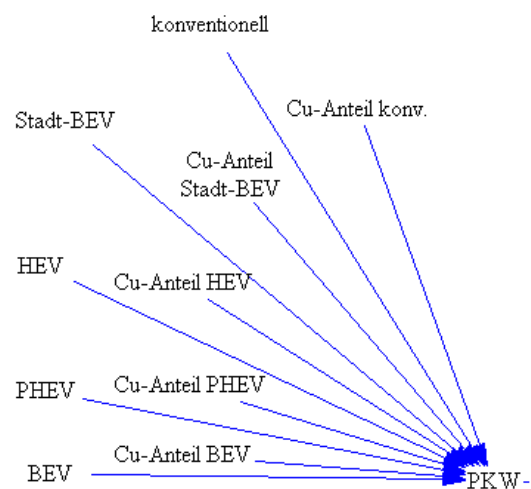 konventionell
Cu-Anteil konv.
Stadt-BEV
Cu-Anteil
Stadt-BEV
HEV
Cu-Anteil HEV
PHEV
Cu-Anteil PHEV
BEV
Cu-Anteil BEV
PKW